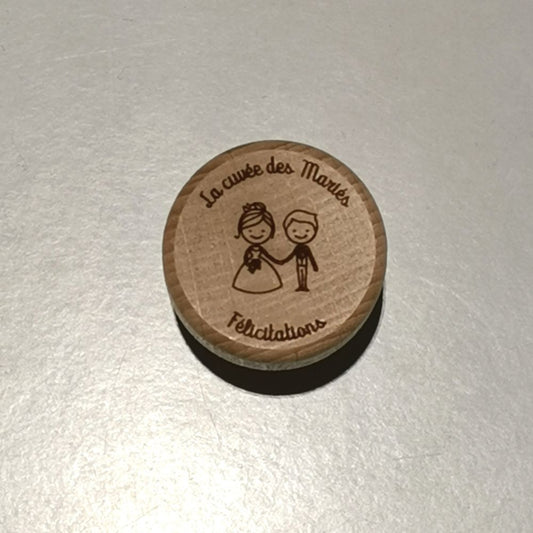 La cuvée des Mariés
Félicitations